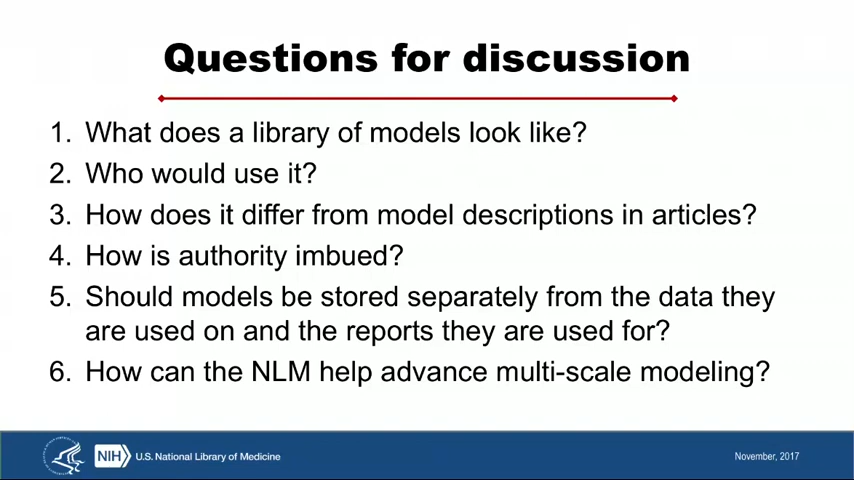 Questions for discussion
1. What does a library of models look like?
2. Who would use it?
3. How does it differ from model descriptions in articles?
4. How is authority imbued?
5. Should models be stored separately from the data they
are used on and the reports they are used for?
6. How can the NLM help advance multi-scale modeling?
NIH U.S. National Library of Medicine
November, 2017